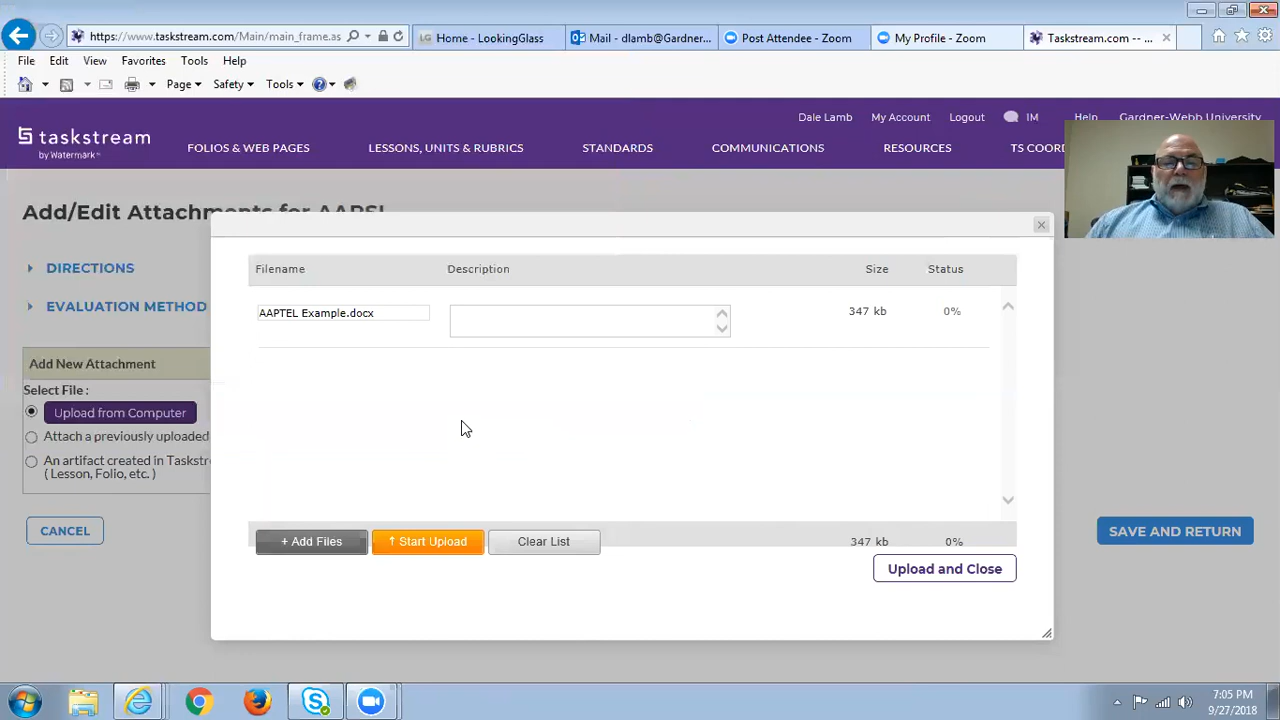 https://www.taskstream.com/Main/main_frame.as
Home - LookingGlass
Mail - dlamb@Gardner...
Post Attendee - Zoom
My Profile - Zoom
Taskstream.com -- ...
File Edit View Favorites Tools Help
Page Safety Tools
Dale Lamb My Account Logout IM Help Gardner-Webb University
taskstream
by Watermark
FOLIOS & WEB PAGES LESSONS, UNITS & RUBRICS STANDARDS COMMUNICATIONS RESOURCES TS COORD
Add/Edit Attachments for AAPSI
DIRECTIONS
EVALUATION METHOD
Filename Description Size Status
AAPTEL Example.docx 347 kb 0%
Add New Attachment
Select File :
Upload from Computer
Attach a previously uploaded
An artifact created in Taskstre
( Lesson, Folio, etc. )
CANCEL
SAVE AND RETURN
+ Add Files Start Upload Clear List 347 kb 0%
Upload and Close
7:05 PM
9/27/2018